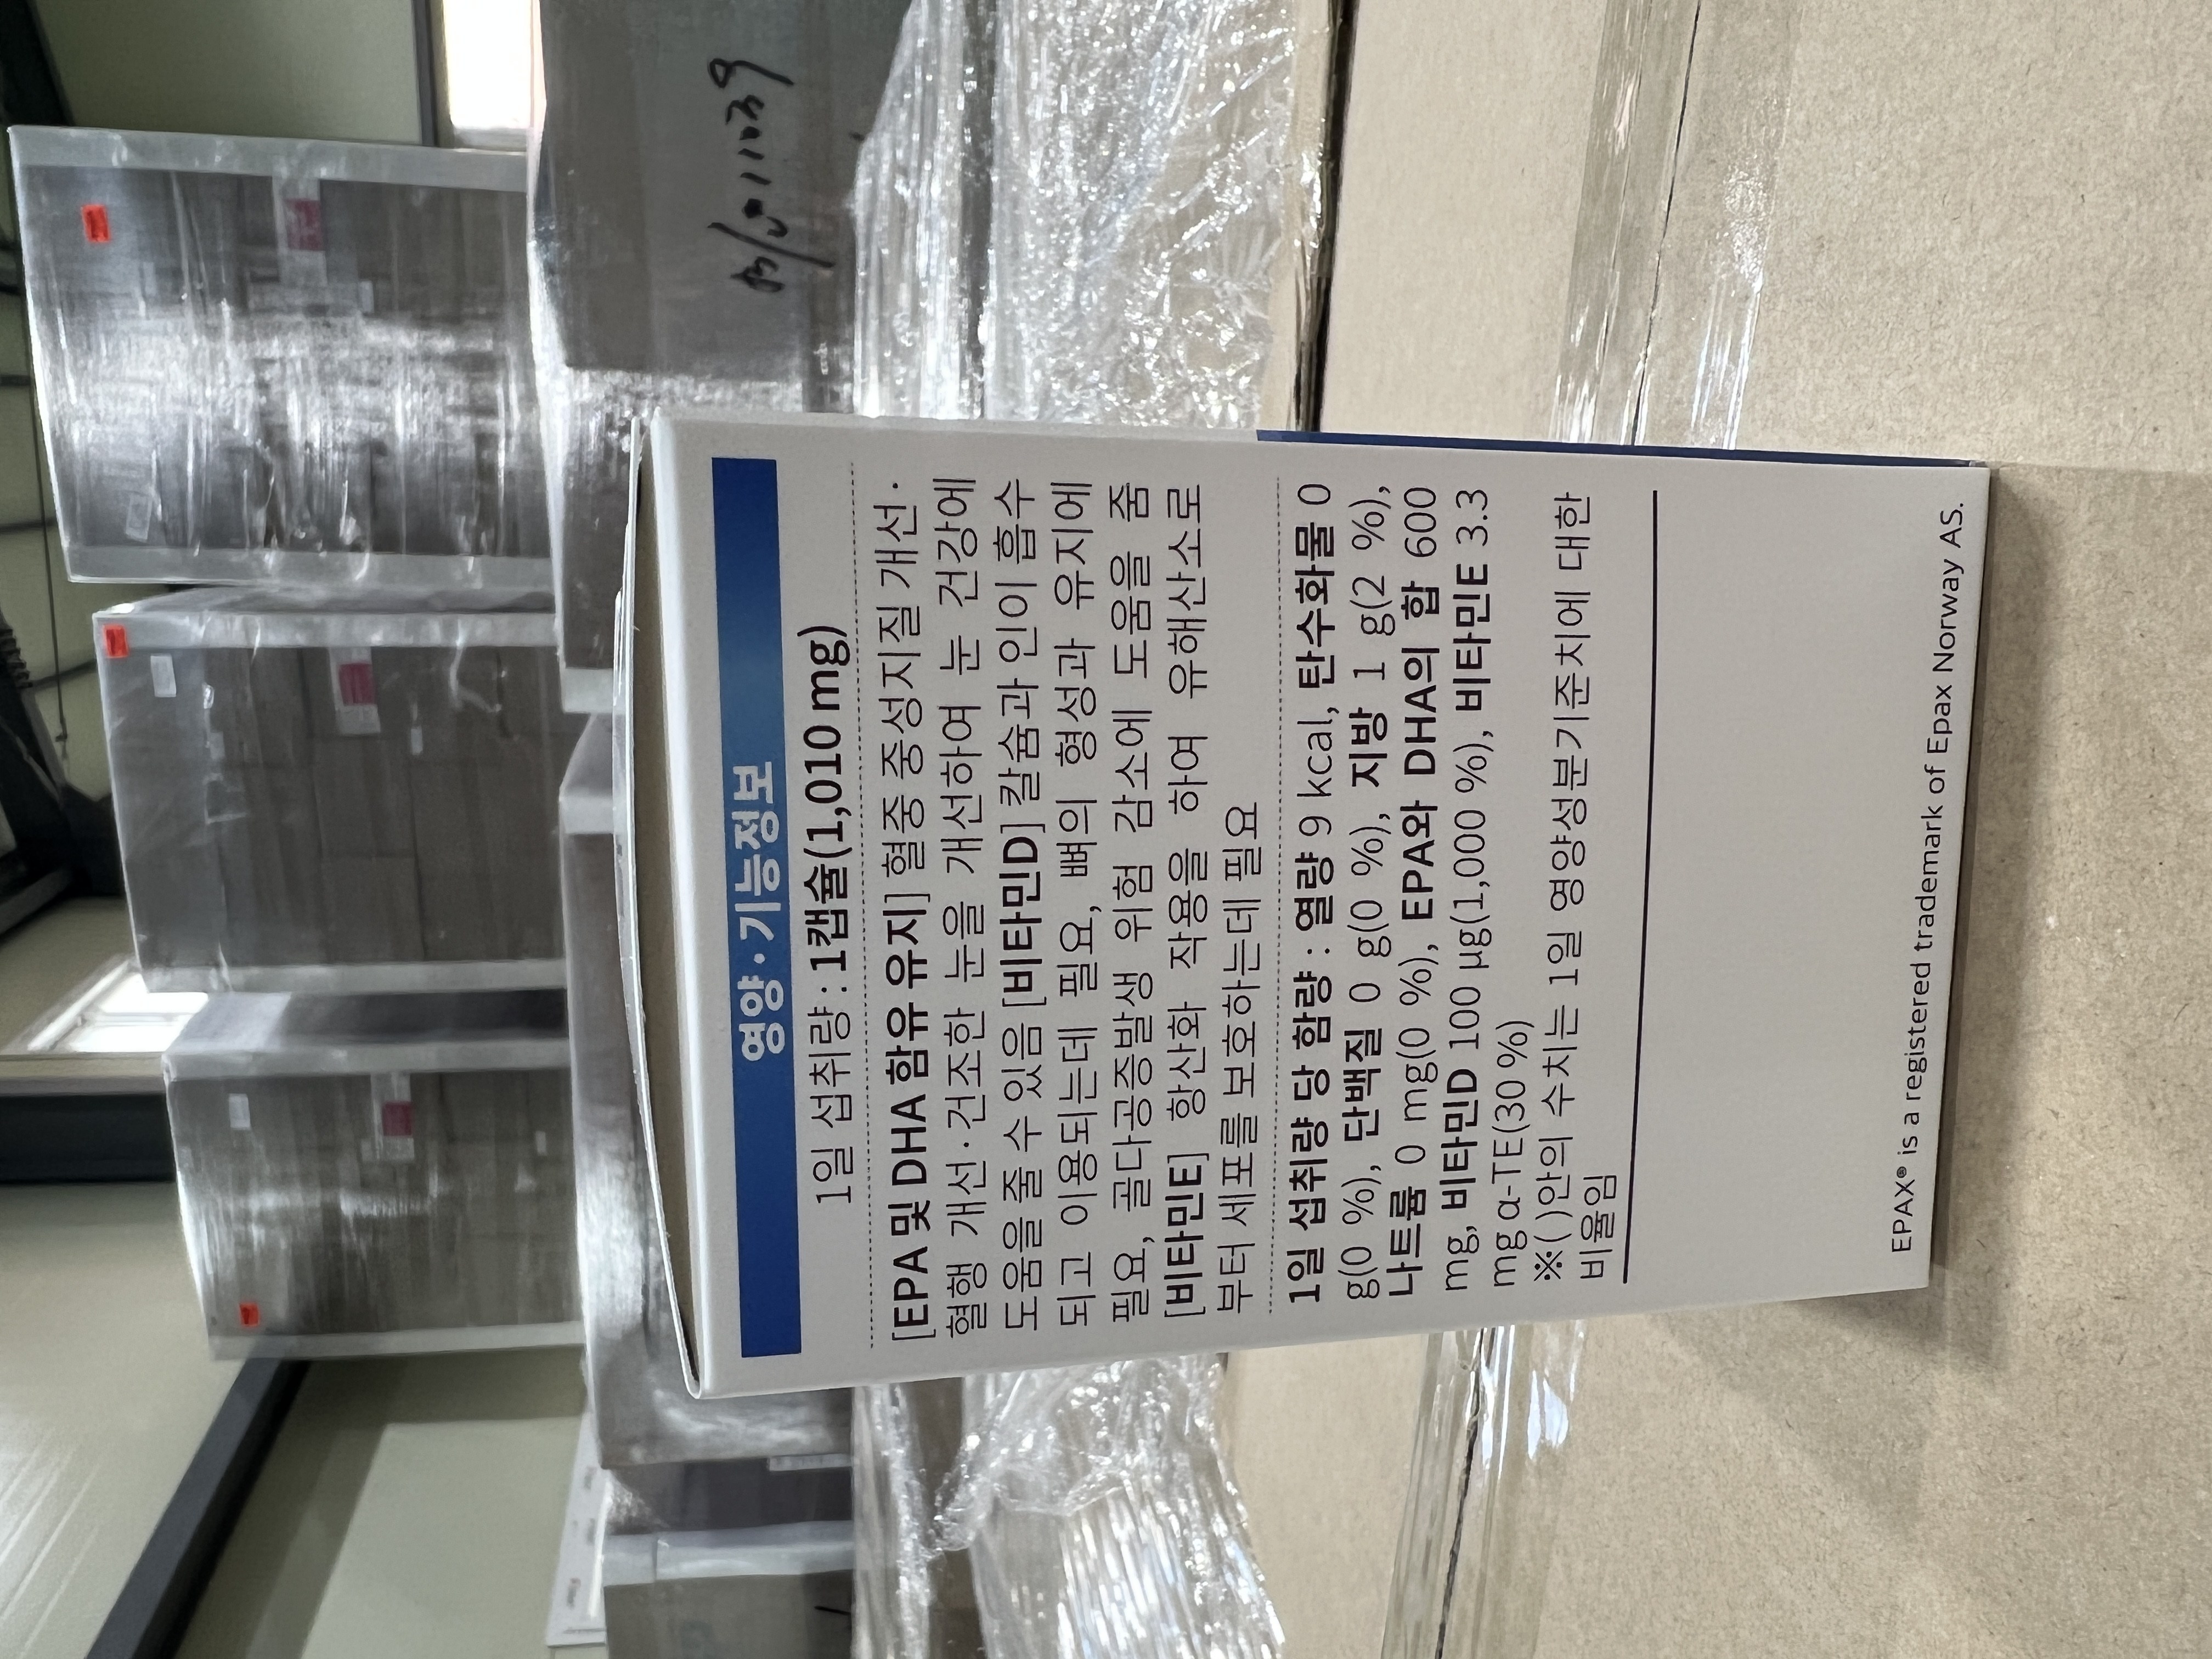 영양·기능정보
1일 섭취량 : 1캡슐(1,010 mg)
[EPA 및 DHA 함유 유지] 혈중 중성지질 개선·
혈행 개선·건조한 눈을 개선하여 눈 건강에
도움을 줄 수 있음 [비타민D] 칼슘과 인이 흡수
되고 이용되는데 필요, 뼈의 형성과 유지에
필요, 골다공증발생 위험 감소에 도움을 줌
[비타민E] 항산화 작용을 하여 유해산소로
부터 세포를 보호하는데 필요
1일 섭취량 당 함량 : 열량 9 kcal, 탄수화물 0
g(0 %), 단백질 0 g(0 %), 지방 1 g(2 %),
나트륨 0 mg(0 %), EPA와 DHA의 합 600
mg, 비타민D 100 µg(1,000 %), 비타민E 3.3
mg α-TE(30 %)
※( )안의 수치는 1일 영양성분기준치에 대한
비율임
EPAX® is a registered trademark of Epax Norway AS.